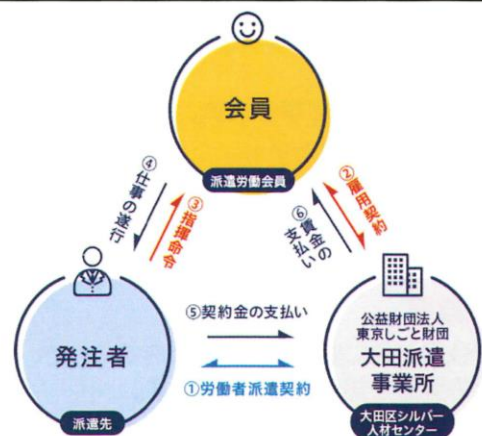 会員
派遣労働会員
④仕事の遂行
③指揮命令
②雇用契約
⑥賃金の
支払い
発注者
派遣先
⑤契約金の支払い
①労働者派遣契約
公益財団法人
東京しごと財団
大田派遣
事業所
大田区シルバー
人材センター